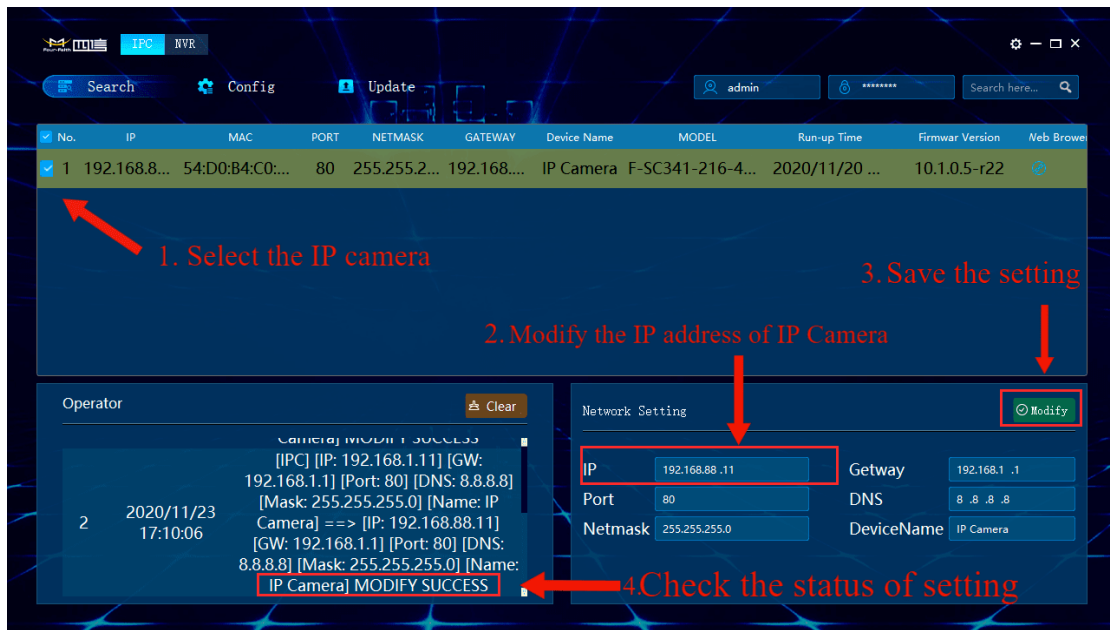 Four-Faith 四信 IPC NVR
Search Config Update admin ******** Search here...
No. IP MAC PORT NETMASK GATEWAY Device Name MODEL Run-up Time Firmwar Version Web Brower
1 192.168.8... 54:D0:B4:C0:... 80 255.255.2... 192.168.... IP Camera F-SC341-216-4... 2020/11/20 ... 10.1.0.5-r22
1. Select the IP camera
3. Save the setting
2. Modify the IP address of IP Camera
Operator Clear
Camera] MODIFY SUCCESS
2 2020/11/23 17:10:06
[IPC] [IP: 192.168.1.11] [GW:
192.168.1.1] [Port: 80] [DNS: 8.8.8.8]
[Mask: 255.255.255.0] [Name: IP
Camera] ==> [IP: 192.168.88.11]
[GW: 192.168.1.1] [Port: 80] [DNS:
8.8.8.8] [Mask: 255.255.255.0] [Name:
IP Camera] MODIFY SUCCESS
Network Setting Modify
IP 192.168.88 .11 Getway 192.168.1 .1
Port 80 DNS 8 .8 .8 .8
Netmask 255.255.255.0 DeviceName IP Camera
4.Check the status of setting